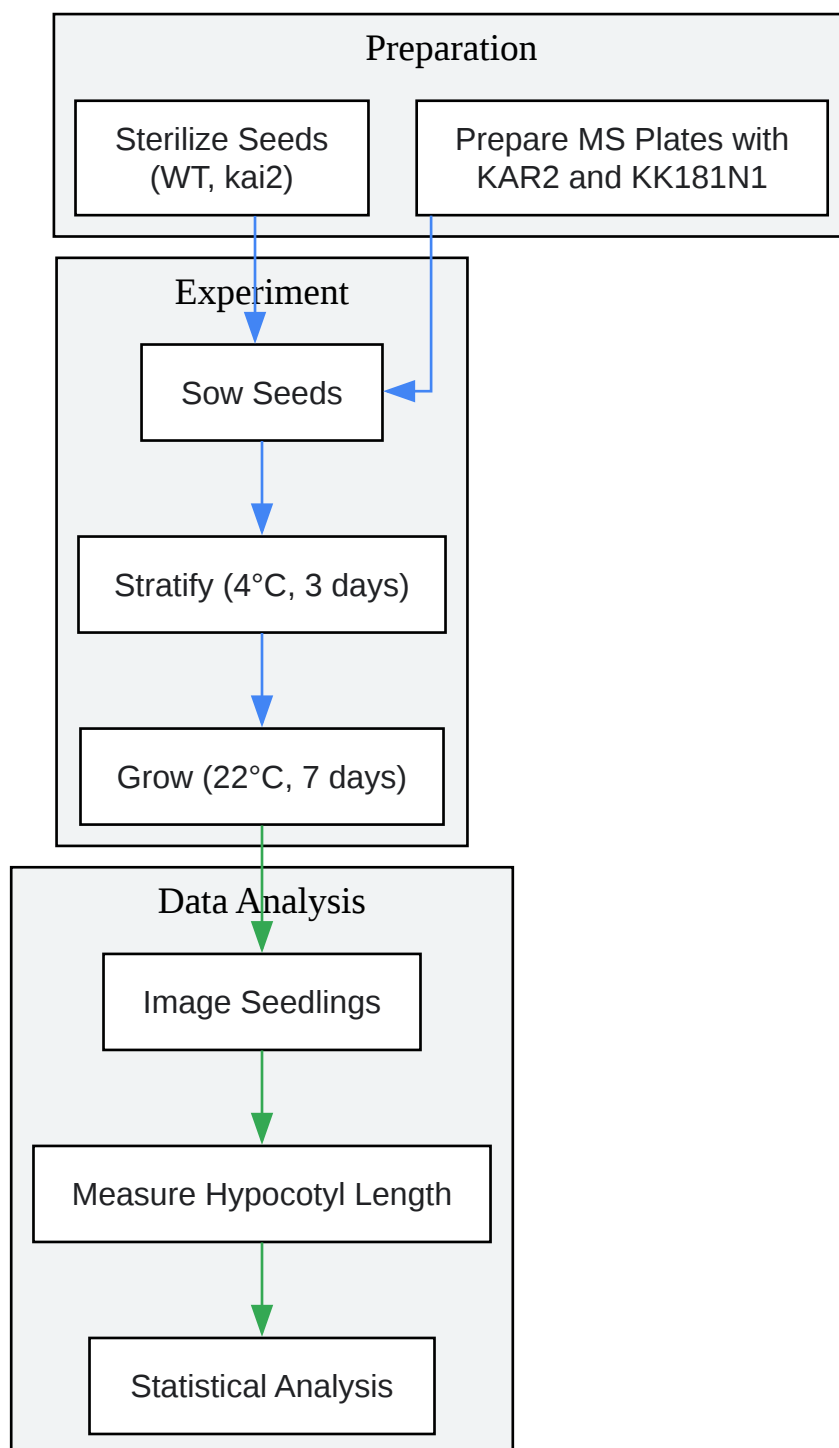 Preparation
Sterilize Seeds
(WT, kai2)
Prepare MS Plates with
KAR2 and KK181N1
Experiment
Sow Seeds
Stratify (4°C, 3 days)
Grow (22°C, 7 days)
Data Analysis
Image Seedlings
Measure Hypocotyl Length
Statistical Analysis